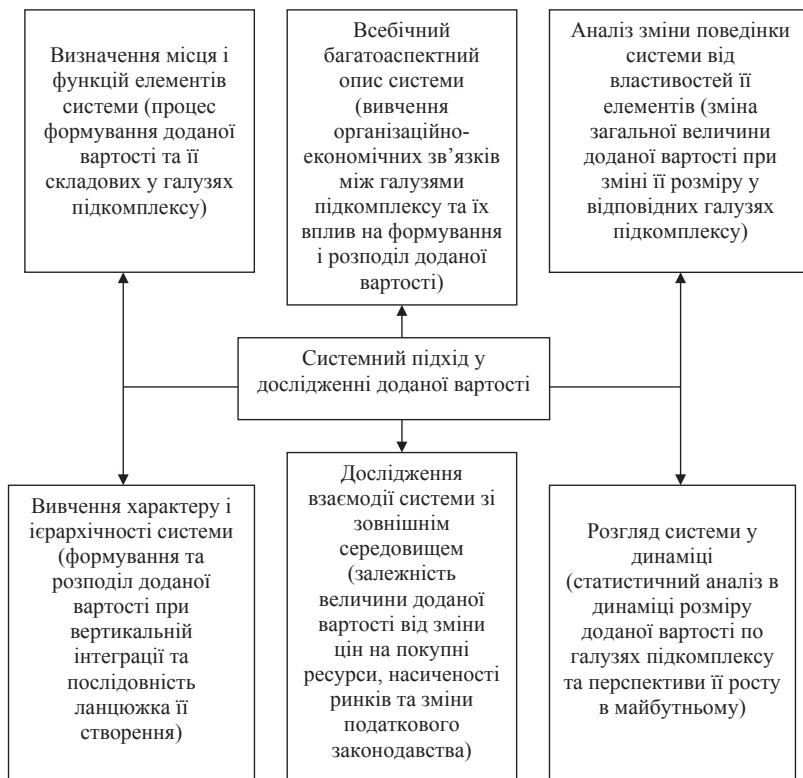 Визначення місця і
функцій елементів
системи (процес
формування доданої
вартості та її
складових у галузях
підкомплексу)
Всебічний
багатоаспектний
опис системи
(вивчення
організаційно-
економічних зв’язків
між галузями
підкомплексу та їх
вплив на формування
і розподіл доданої
вартості)
Аналіз зміни поведінки
системи від
властивостей її
елементів (зміна
загальної величини
доданої вартості при
зміні її розміру у
відповідних галузях
підкомплексу)
Системний підхід у
дослідженні доданої вартості
Вивчення характеру і
ієрархічності системи
(формування та
розподіл доданої
вартості при
вертикальній
інтеграції та
послідовність
ланцюжка її
створення)
Дослідження
взаємодії системи зі
зовнішнім
середовищем
(залежність
величини доданої
вартості від зміни
цін на покупні
ресурси, насиченості
ринків та зміни
податкового
законодавства)
Розгляд системи у
динаміці
(статистичний аналіз в
динаміці розміру
доданої вартості по
галузях підкомплексу
та перспективи її росту
в майбутньому)